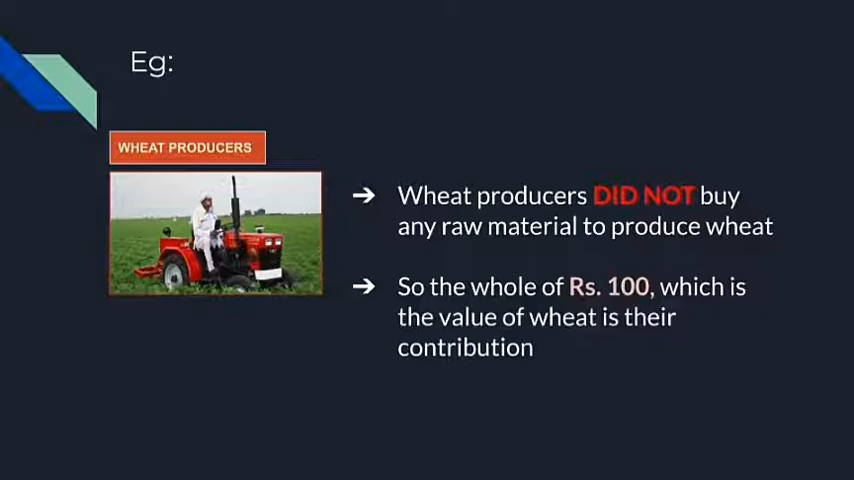 Eg:
WHEAT PRODUCERS
➔ Wheat producers DID NOT buy
any raw material to produce wheat
➔ So the whole of Rs. 100, which is
the value of wheat is their
contribution